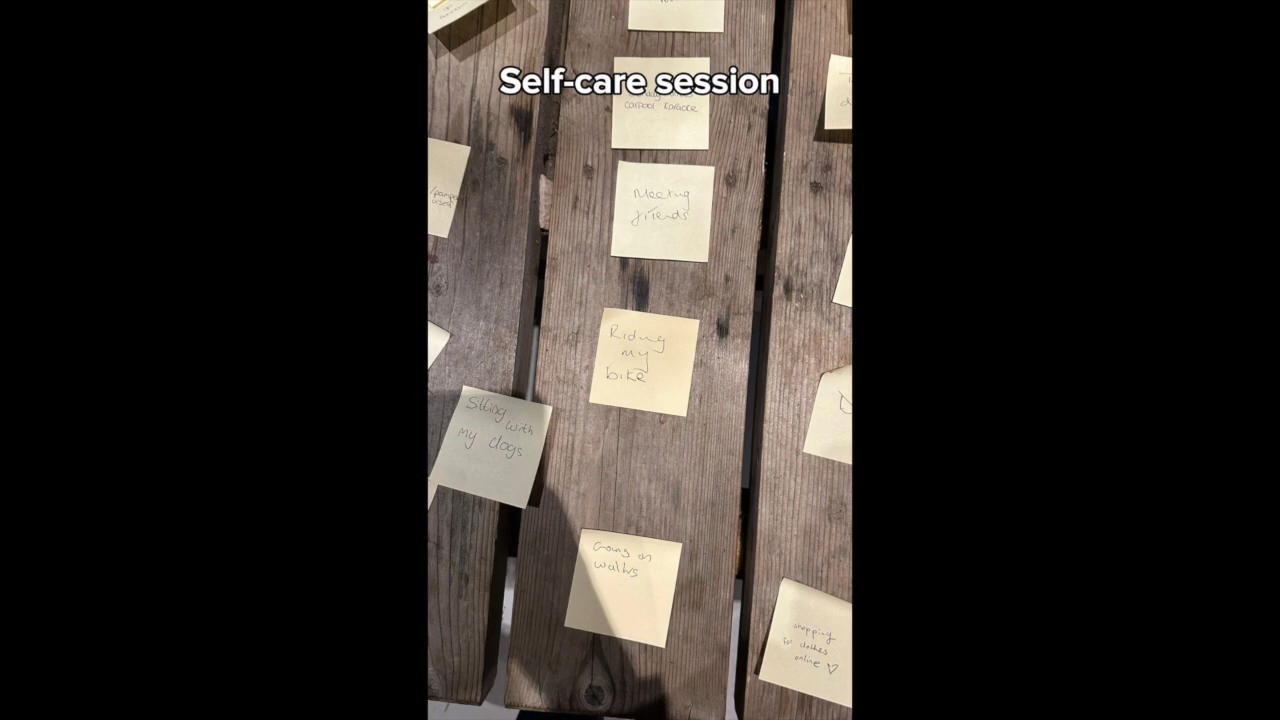 Self-care session
carpool karaoke
Meeting
friends
Riding
my
bike
Sitting
with
my dogs
Going on
walks
shopping
for clothes
online ♡